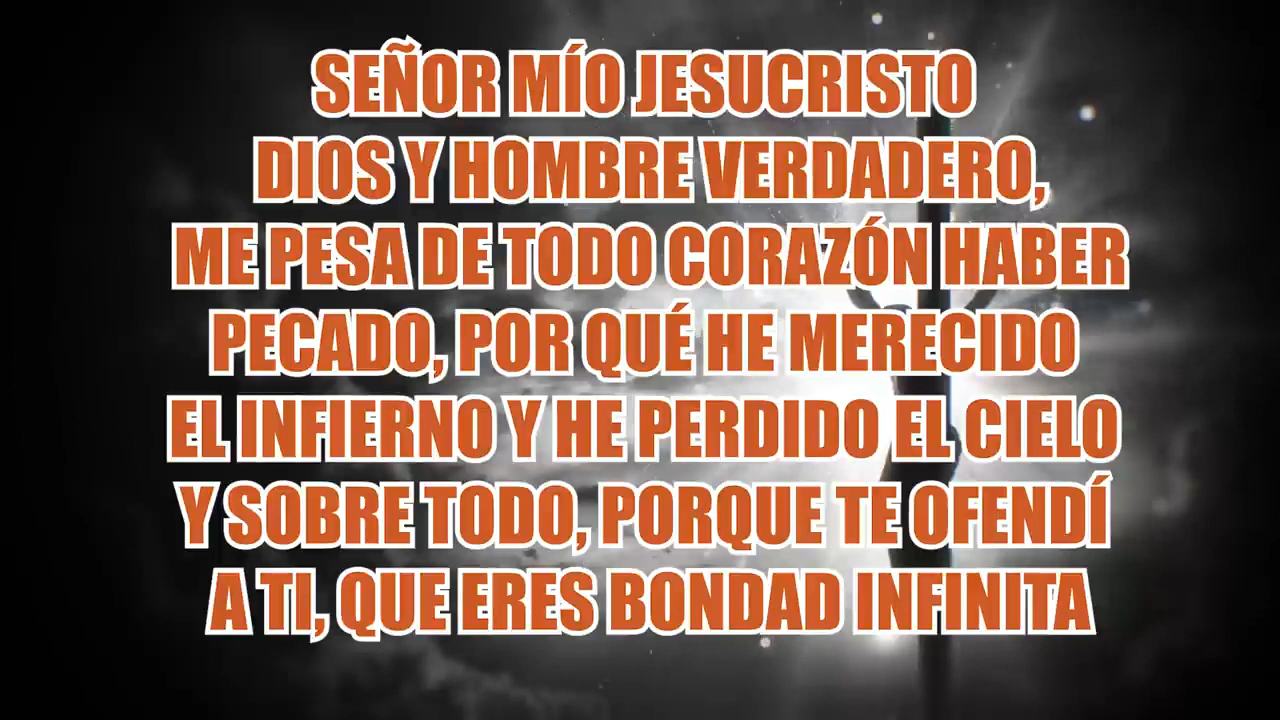 SEÑOR MÍO JESUCRISTO
DIOS Y HOMBRE VERDADERO,
ME PESA DE TODO CORAZÓN HABER
PECADO, POR QUÉ HE MERECIDO
EL INFIERNO Y HE PERDIDO EL CIELO
Y SOBRE TODO, PORQUE TE OFENDÍ
A TI, QUE ERES BONDAD INFINITA